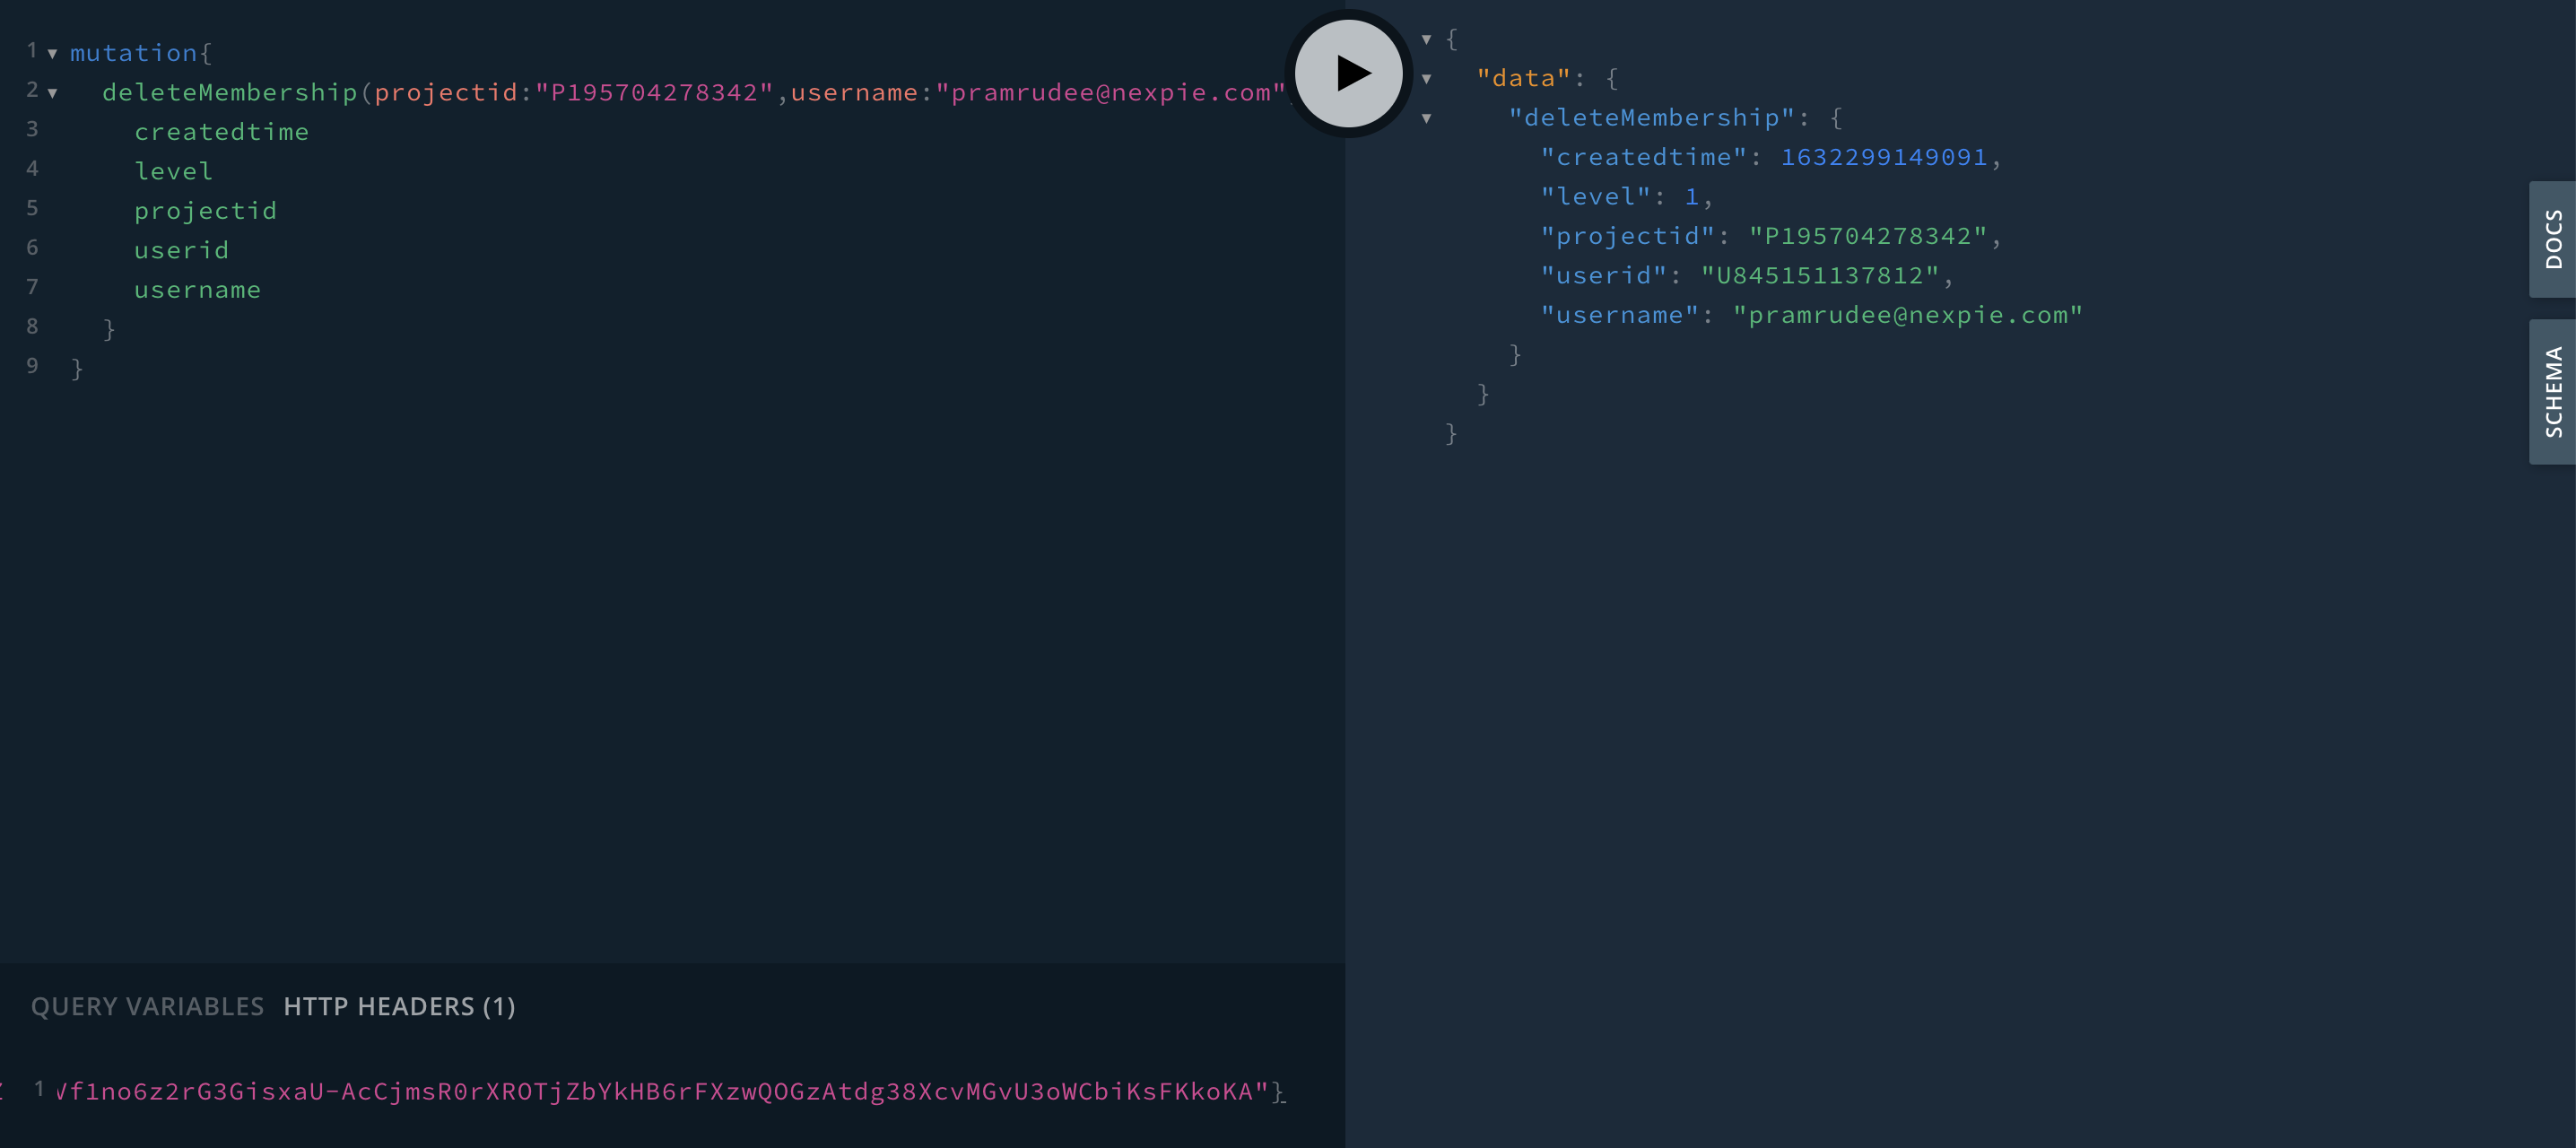 1 mutation{
2 deleteMembership(projectid:"P195704278342",username:"pramrudee@nexpie.com"
3 createdtime
4 level
5 projectid
6 userid
7 username
8 }
9 }
QUERY VARIABLES HTTP HEADERS (1)
1 Vf1no6z2rG3GisxaU-AcCjmsR0rXROTjZbYkHB6rFXzwQOGzAtdg38XcvMGvU3oWCbiKsFKkoKA"}
{
"data": {
"deleteMembership": {
"createdtime": 1632299149091,
"level": 1,
"projectid": "P195704278342",
"userid": "U845151137812",
"username": "pramrudee@nexpie.com"
}
}
}
DOCS
SCHEMA